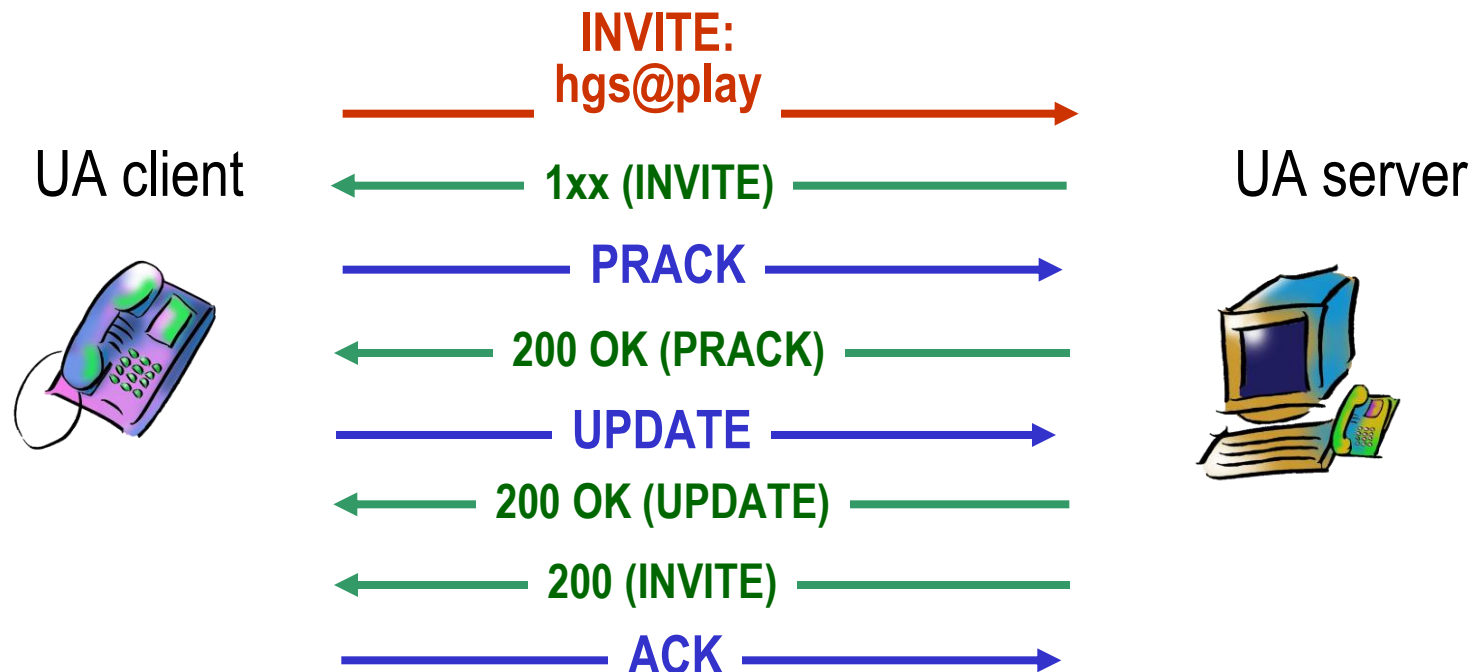 INVITE:
hgs@play
UA client
1xx (INVITE)
UA server
PRACK
200 OK (PRACK)
UPDATE
200 OK (UPDATE)
200 (INVITE)
ACK